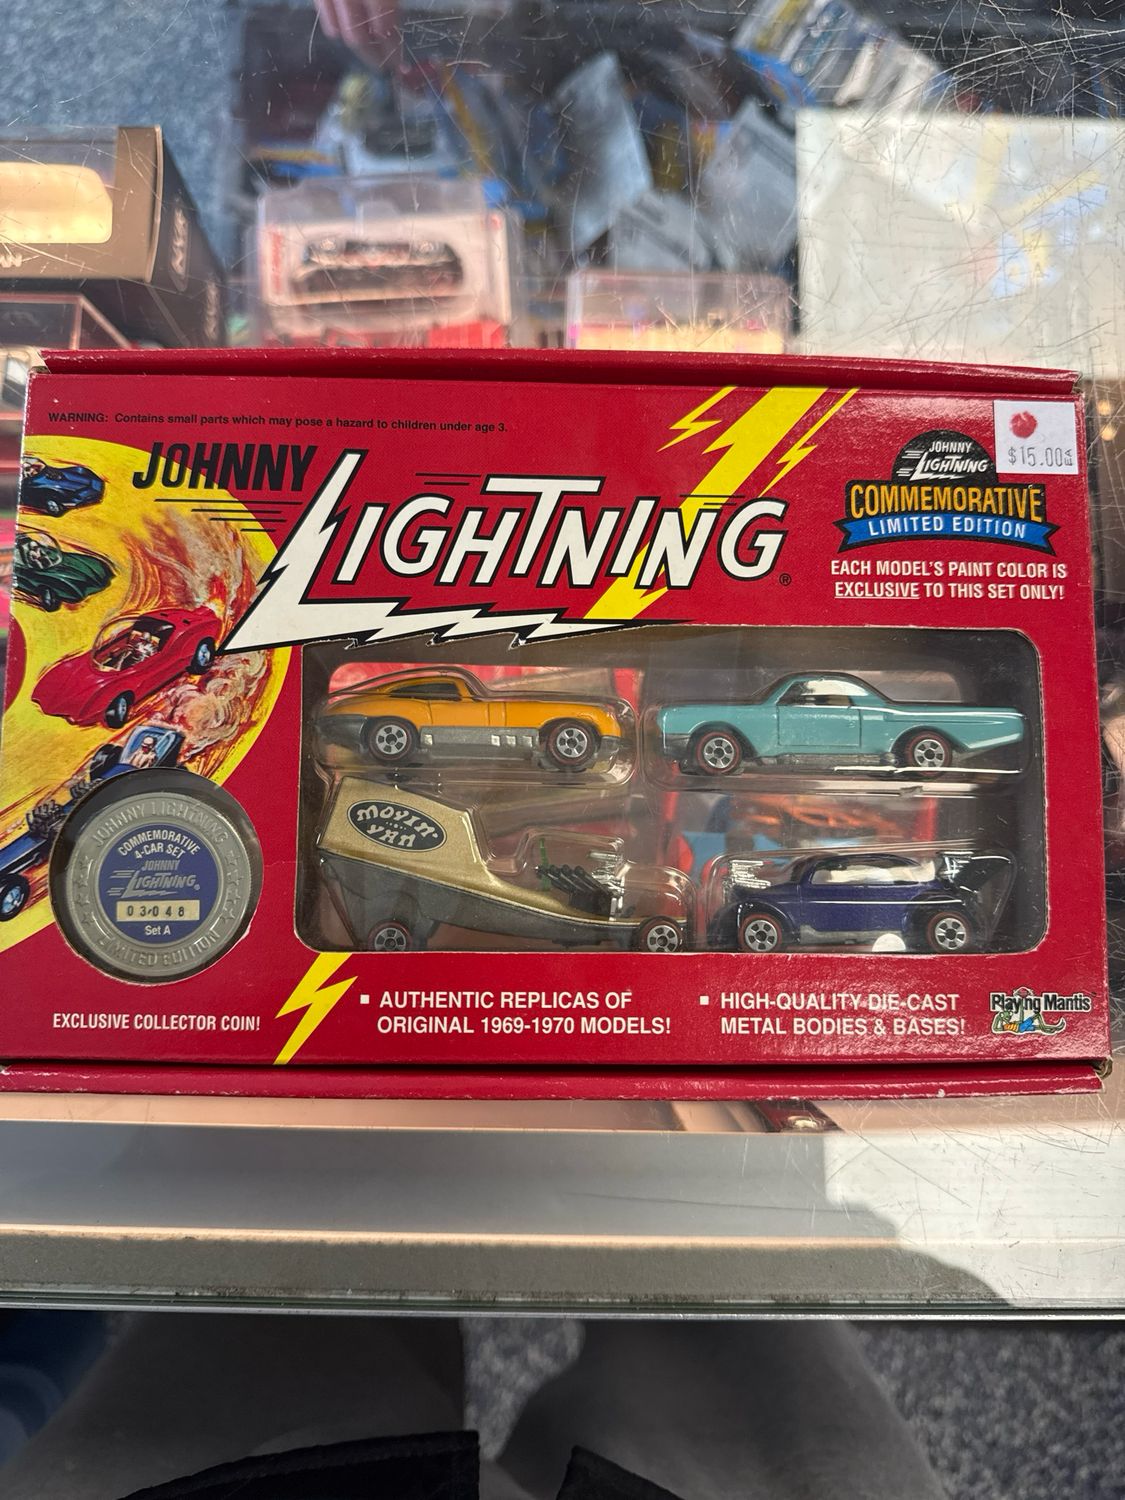 WARNING: Contains small parts which may pose a hazard to children under age 3.
JOHNNY
LIGHTNING®
JOHNNY
LIGHTNING
COMMEMORATIVE
LIMITED EDITION
EACH MODEL'S PAINT COLOR IS
EXCLUSIVE TO THIS SET ONLY!
$15.00EA
MOVIN'
VAN
JOHNNY LIGHTNING
COMMEMORATIVE
4-CAR SET
JOHNNY
LIGHTNING®
03048
Set A
LIMITED EDITION
EXCLUSIVE COLLECTOR COIN!
▪ AUTHENTIC REPLICAS OF
ORIGINAL 1969-1970 MODELS!
▪ HIGH-QUALITY DIE-CAST
METAL BODIES & BASES!
Playing Mantis